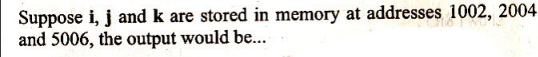 Suppose i, j and k are stored in memory at addresses 1002, 2004
and 5006, the output would be...